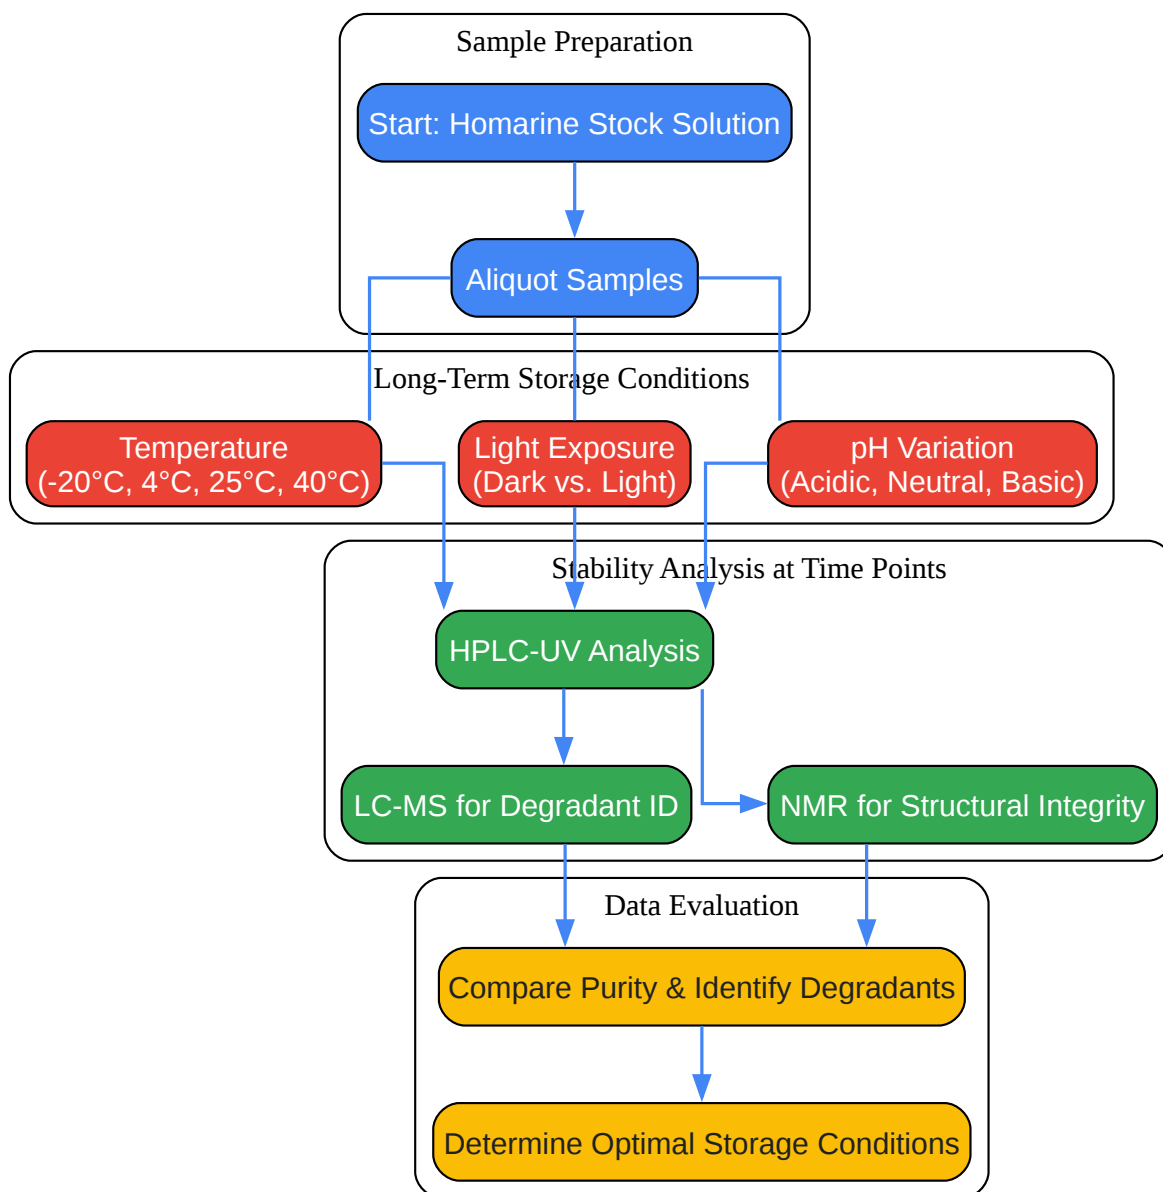 Sample Preparation
Start: Homarine Stock Solution
Aliquot Samples
Long-Term Storage Conditions
Temperature
(-20°C, 4°C, 25°C, 40°C)
Light Exposure
(Dark vs. Light)
pH Variation
(Acidic, Neutral, Basic)
Stability Analysis at Time Points
HPLC-UV Analysis
LC-MS for Degradant ID
NMR for Structural Integrity
Data Evaluation
Compare Purity & Identify Degradants
Determine Optimal Storage Conditions